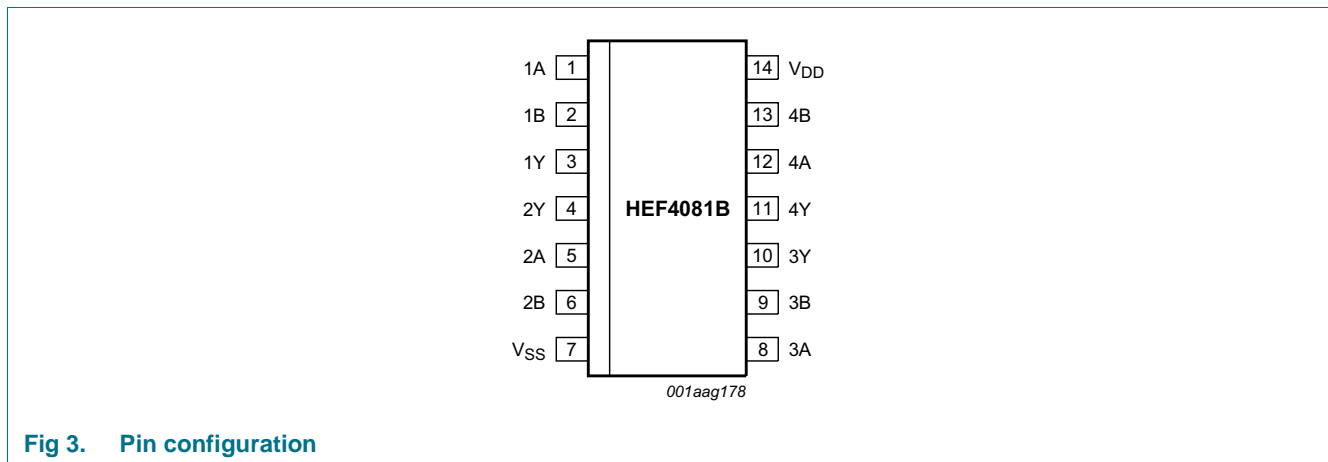 1A 1 14 VDD
1B 2 13 4B
1Y 3 12 4A
2Y 4 HEF4081B 11 4Y
2A 5 10 3Y
2B 6 9 3B
VSS 7 8 3A
001aag178
Fig 3. Pin configuration